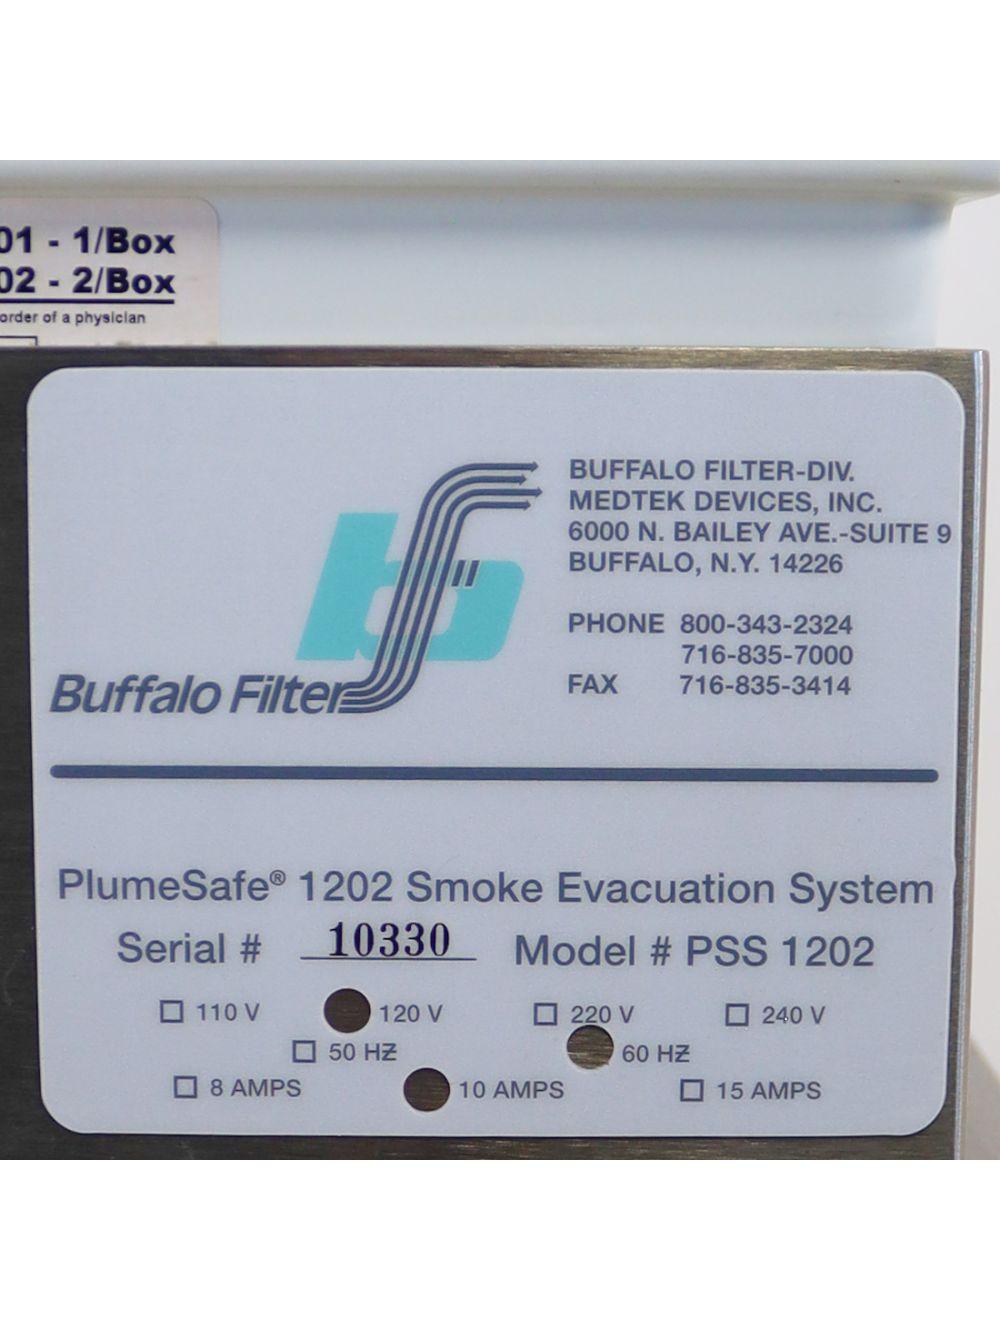 01 - 1/Box
02 - 2/Box
order of a physician
BUFFALO FILTER-DIV.
MEDTEK DEVICES, INC.
6000 N. BAILEY AVE.-SUITE 9
BUFFALO, N.Y. 14226
PHONE 800-343-2324
716-835-7000
FAX 716-835-3414
Buffalo Filter
PlumeSafe® 1202 Smoke Evacuation System
Serial # 10330 Model # PSS 1202
110 V 120 V 220 V 240 V
50 HZ 60 HZ
8 AMPS 10 AMPS 15 AMPS